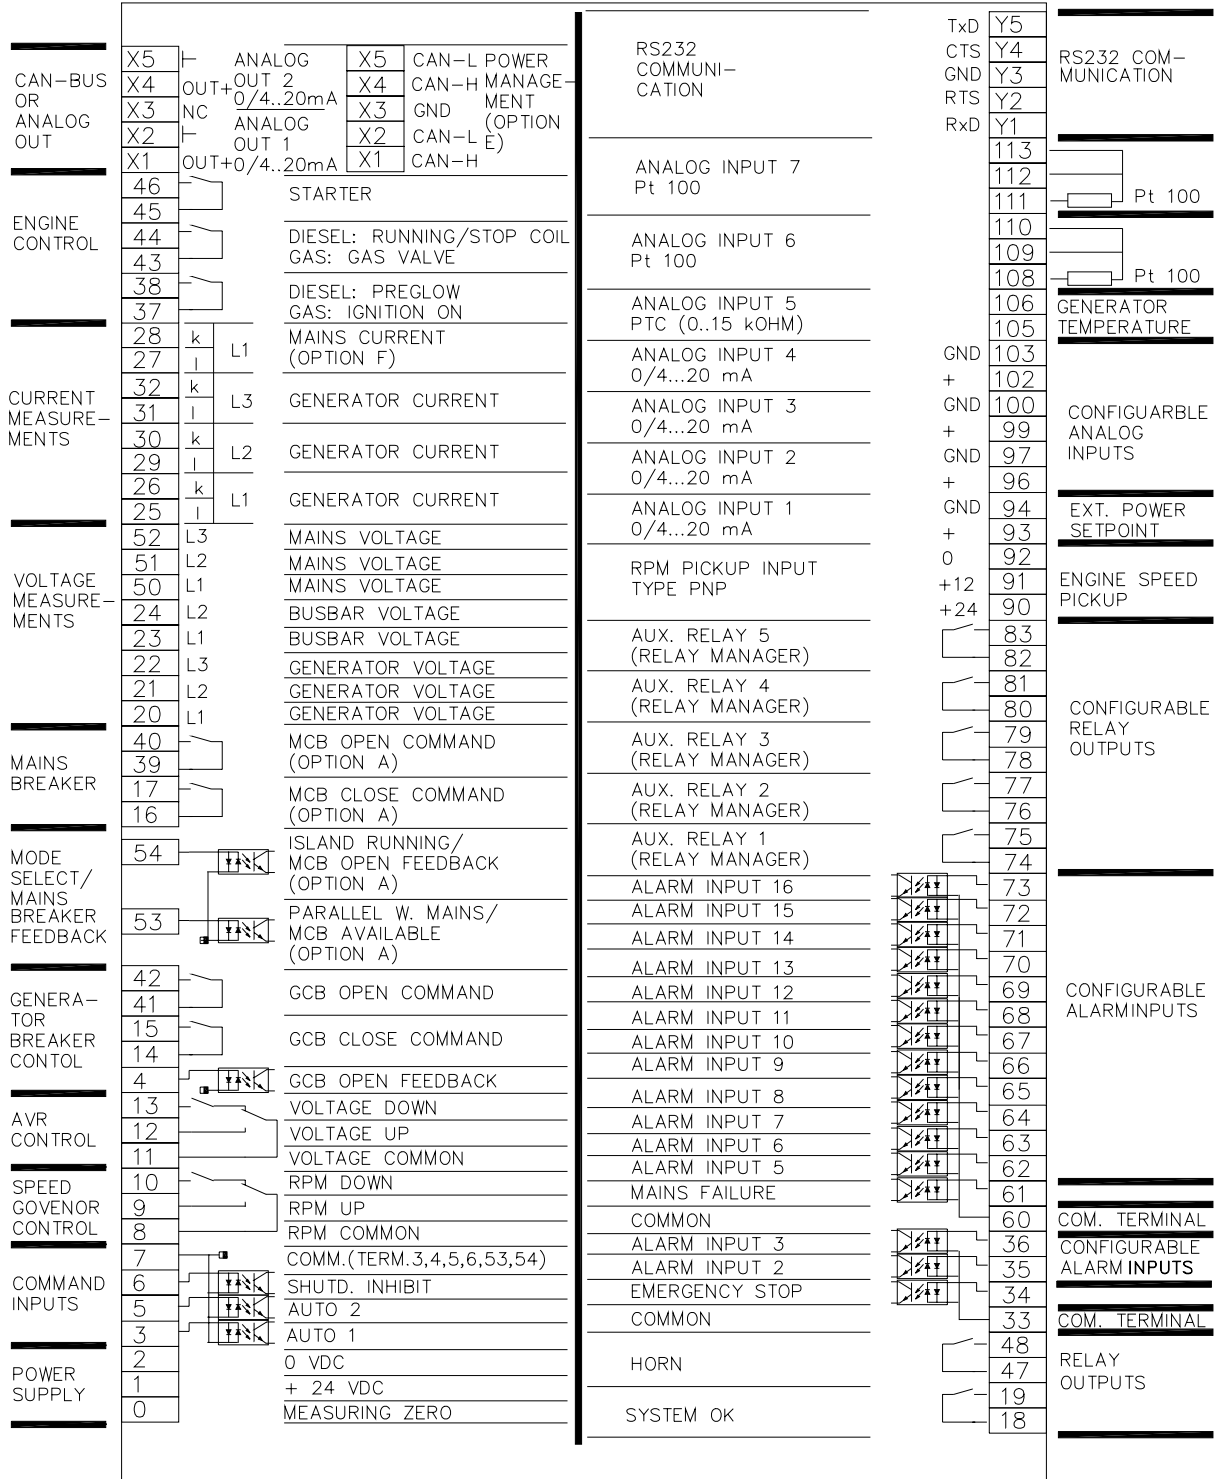 CAN-BUS
OR
ANALOG
OUT
X5 ANALOG
X4 OUT+ OUT 2
0/4..20mA
X3 NC
X2 ANALOG
OUT 1
X1 OUT+ 0/4..20mA
X5 CAN-L
X4 CAN-H
X3 GND
X2 CAN-L
X1 CAN-H
POWER
MANAGE-
MENT
(OPTION
E)
ENGINE
CONTROL
46
45
STARTER
44
43
DIESEL: RUNNING/STOP COIL
GAS: GAS VALVE
38
37
DIESEL: PREGLOW
GAS: IGNITION ON
CURRENT
MEASURE-
MENTS
28 k
27 l
L1
MAINS CURRENT
(OPTION F)
32 k
31 l
L3
GENERATOR CURRENT
30 k
29 l
L2
GENERATOR CURRENT
26 k
25 l
L1
GENERATOR CURRENT
VOLTAGE
MEASURE-
MENTS
52 L3 MAINS VOLTAGE
51 L2 MAINS VOLTAGE
50 L1 MAINS VOLTAGE
24 L2 BUSBAR VOLTAGE
23 L1 BUSBAR VOLTAGE
22 L3 GENERATOR VOLTAGE
21 L2 GENERATOR VOLTAGE
20 L1 GENERATOR VOLTAGE
MAINS
BREAKER
40
39
MCB OPEN COMMAND
(OPTION A)
17
16
MCB CLOSE COMMAND
(OPTION A)
MODE
SELECT/
MAINS
BREAKER
FEEDBACK
54
ISLAND RUNNING/
MCB OPEN FEEDBACK
(OPTION A)
53
PARALLEL W. MAINS/
MCB AVAILABLE
(OPTION A)
GENERA-
TOR
BREAKER
CONTOL
42
41
GCB OPEN COMMAND
15
14
GCB CLOSE COMMAND
4 GCB OPEN FEEDBACK
AVR
CONTROL
13 VOLTAGE DOWN
12 VOLTAGE UP
11 VOLTAGE COMMON
SPEED
GOVENOR
CONTROL
10 RPM DOWN
9 RPM UP
8 RPM COMMON
COMMAND
INPUTS
7 COMM.(TERM.3,4,5,6,53,54)
6 SHUTD. INHIBIT
5 AUTO 2
3 AUTO 1
POWER
SUPPLY
2 0 VDC
1 + 24 VDC
0 MEASURING ZERO
RS232
COMMUNI-
CATION
TxD Y5
CTS Y4
GND Y3
RTS Y2
RxD Y1
RS232 COM-
MUNICATION
ANALOG INPUT 7
Pt 100
113
112
111 Pt 100
ANALOG INPUT 6
Pt 100
110
109
108 Pt 100
ANALOG INPUT 5
PTC (0..15 kOHM)
106
105
GENERATOR
TEMPERATURE
ANALOG INPUT 4
0/4...20 mA
GND 103
+ 102
ANALOG INPUT 3
0/4...20 mA
GND 100
+ 99
ANALOG INPUT 2
0/4...20 mA
GND 97
+ 96
CONFIGUARBLE
ANALOG
INPUTS
ANALOG INPUT 1
0/4...20 mA
GND 94
+ 93
EXT. POWER
SETPOINT
RPM PICKUP INPUT
TYPE PNP
0 92
+12 91
+24 90
ENGINE SPEED
PICKUP
AUX. RELAY 5
(RELAY MANAGER)
83
82
AUX. RELAY 4
(RELAY MANAGER)
81
80
AUX. RELAY 3
(RELAY MANAGER)
79
78
AUX. RELAY 2
(RELAY MANAGER)
77
76
AUX. RELAY 1
(RELAY MANAGER)
75
74
CONFIGURABLE
RELAY
OUTPUTS
ALARM INPUT 16 73
ALARM INPUT 15 72
ALARM INPUT 14 71
ALARM INPUT 13 70
ALARM INPUT 12 69
ALARM INPUT 11 68
ALARM INPUT 10 67
ALARM INPUT 9 66
ALARM INPUT 8 65
ALARM INPUT 7 64
ALARM INPUT 6 63
ALARM INPUT 5 62
MAINS FAILURE 61
CONFIGURABLE
ALARMINPUTS
COMMON 60 COM. TERMINAL
ALARM INPUT 3 36
ALARM INPUT 2 35
EMERGENCY STOP 34
CONFIGURABLE
ALARM INPUTS
COMMON 33 COM. TERMINAL
HORN
48
47
SYSTEM OK
19
18
RELAY
OUTPUTS